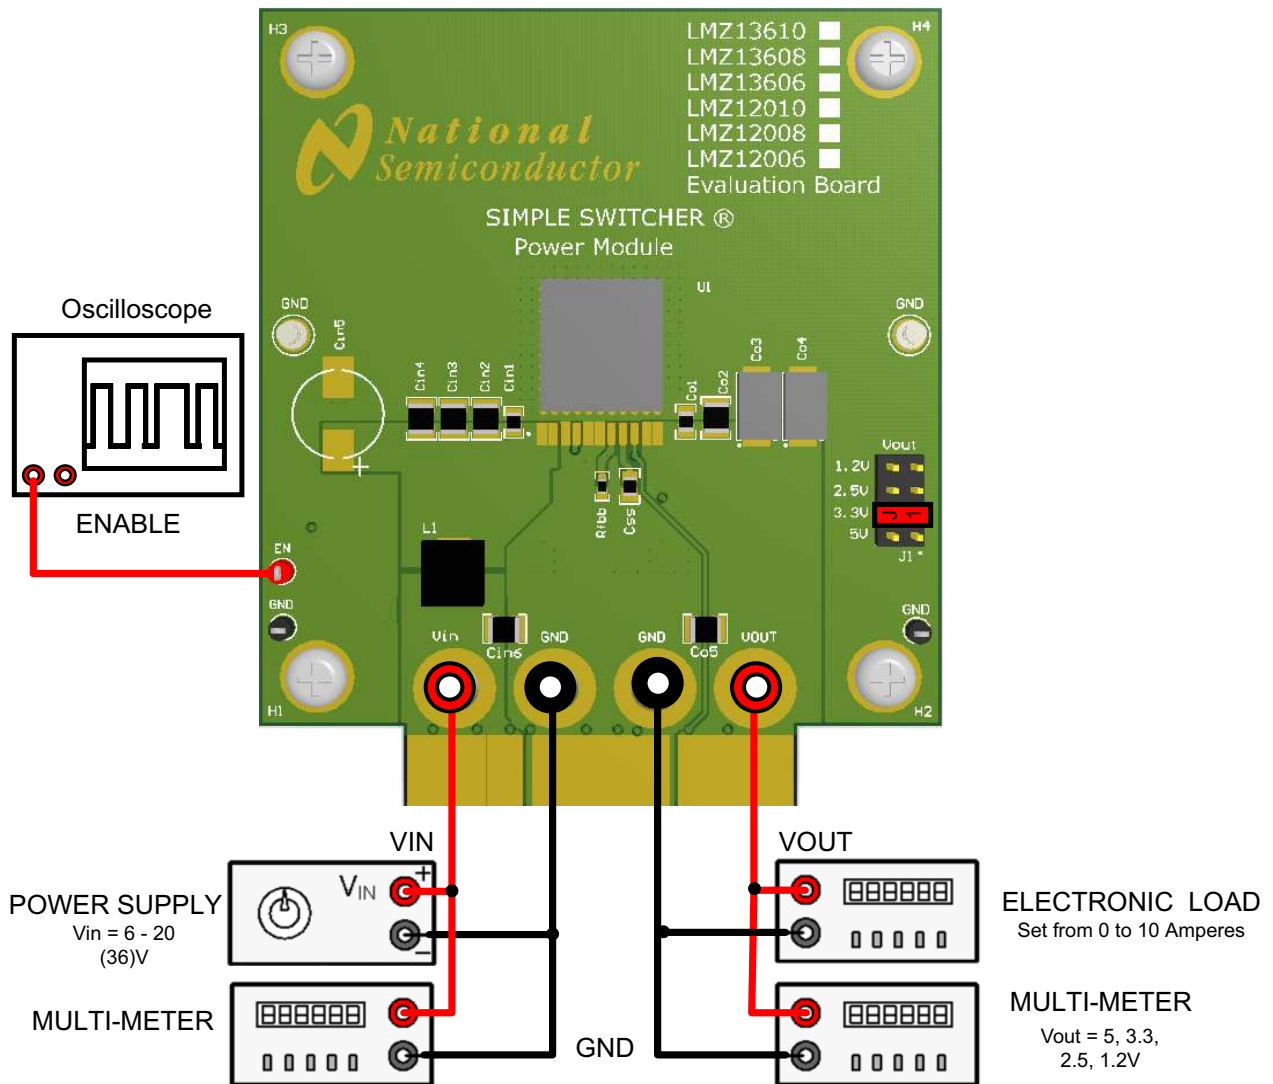 H3
H4
LMZ13610
LMZ13608
LMZ13606
LMZ12010
LMZ12008
LMZ12006
Evaluation Board
National
Semiconductor
SIMPLE SWITCHER ®
Power Module
U1
Oscilloscope
GND
Cin5
Cin4
Cin3
Cin2
Cin1
Co1
Co2
Co3
Co4
GND
Vout
1.2V
2.5V
3.3V
5V
J1
ENABLE
EN
GND
L1
Rfbb
Css
GND
Vin
Cin6
GND
GND
Co5
VOUT
H1
H2
VIN
VOUT
POWER SUPPLY
Vin = 6 - 20
(36)V
VIN
+
−
ELECTRONIC LOAD
Set from 0 to 10 Amperes
MULTI-METER
GND
MULTI-METER
Vout = 5, 3.3,
2.5, 1.2V